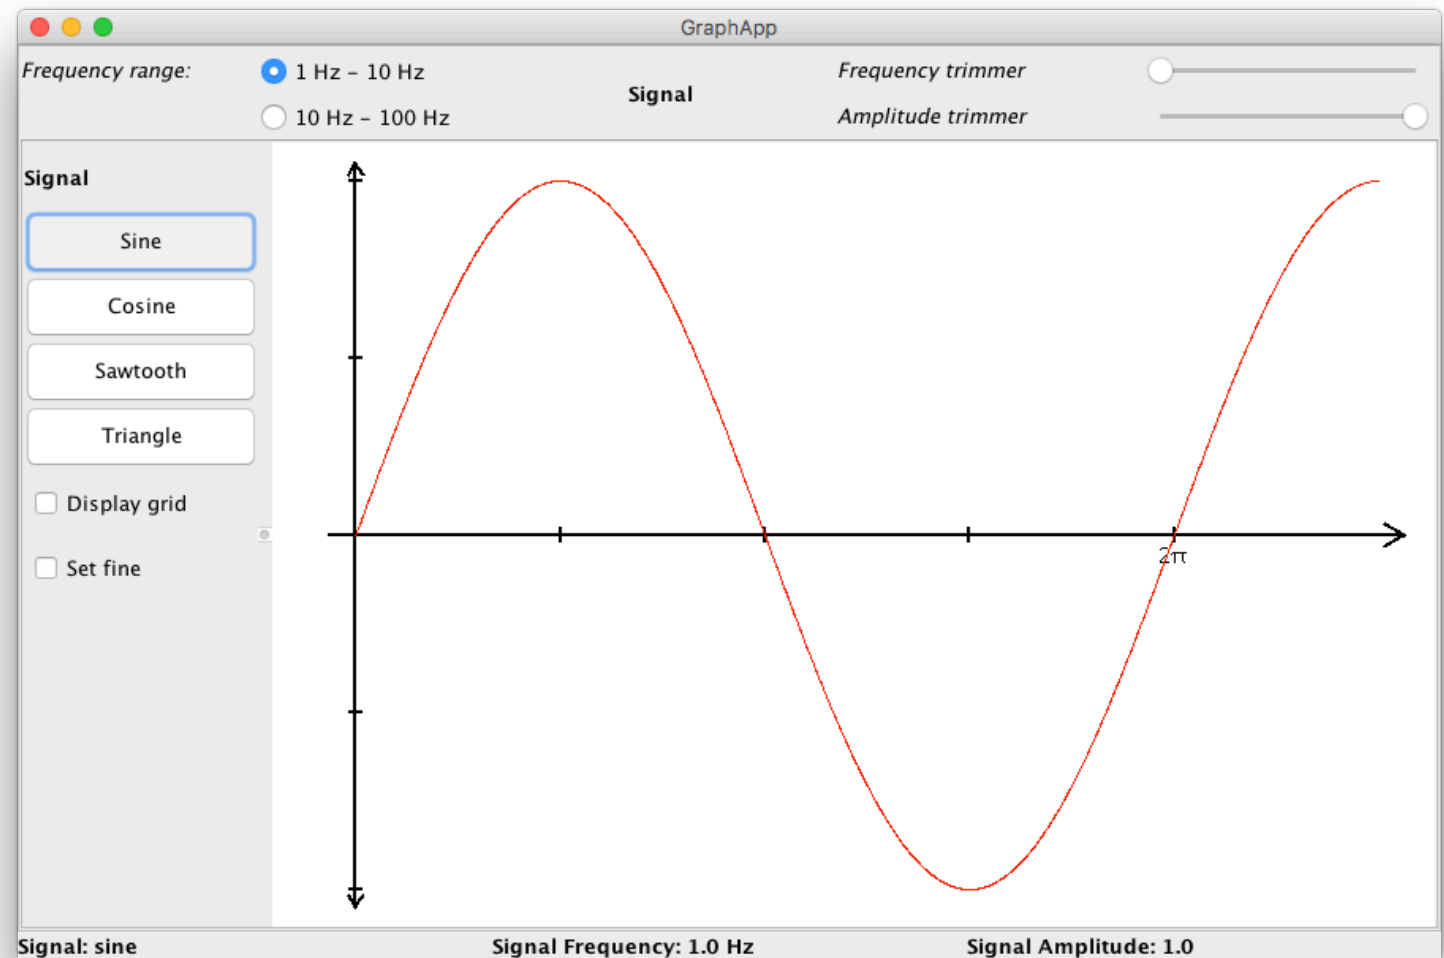 GraphApp
Frequency range:
1 Hz – 10 Hz
10 Hz – 100 Hz
Signal
Frequency trimmer
Amplitude trimmer
Signal
Sine
Cosine
Sawtooth
Triangle
Display grid
Set fine
2π
Signal: sine
Signal Frequency: 1.0 Hz
Signal Amplitude: 1.0